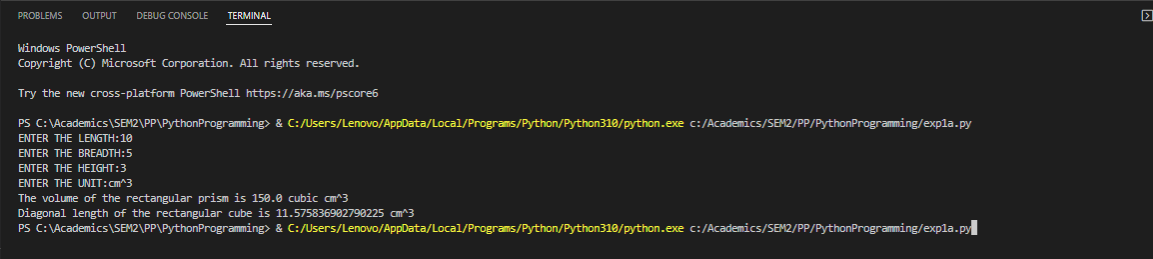 PROBLEMS OUTPUT DEBUG CONSOLE TERMINAL
Windows PowerShell
Copyright (C) Microsoft Corporation. All rights reserved.
Try the new cross-platform PowerShell https://aka.ms/pscore6
PS C:\Academics\SEM2\PP\PythonProgramming> & C:/Users/Lenovo/AppData/Local/Programs/Python/Python310/python.exe c:/Academics/SEM2/PP/PythonProgramming/exp1a.py
ENTER THE LENGTH:10
ENTER THE BREADTH:5
ENTER THE HEIGHT:3
ENTER THE UNIT:cm^3
The volume of the rectangular prism is 150.0 cubic cm^3
Diagonal length of the rectangular cube is 11.575836902790225 cm^3
PS C:\Academics\SEM2\PP\PythonProgramming> & C:/Users/Lenovo/AppData/Local/Programs/Python/Python310/python.exe c:/Academics/SEM2/PP/PythonProgramming/exp1a.py